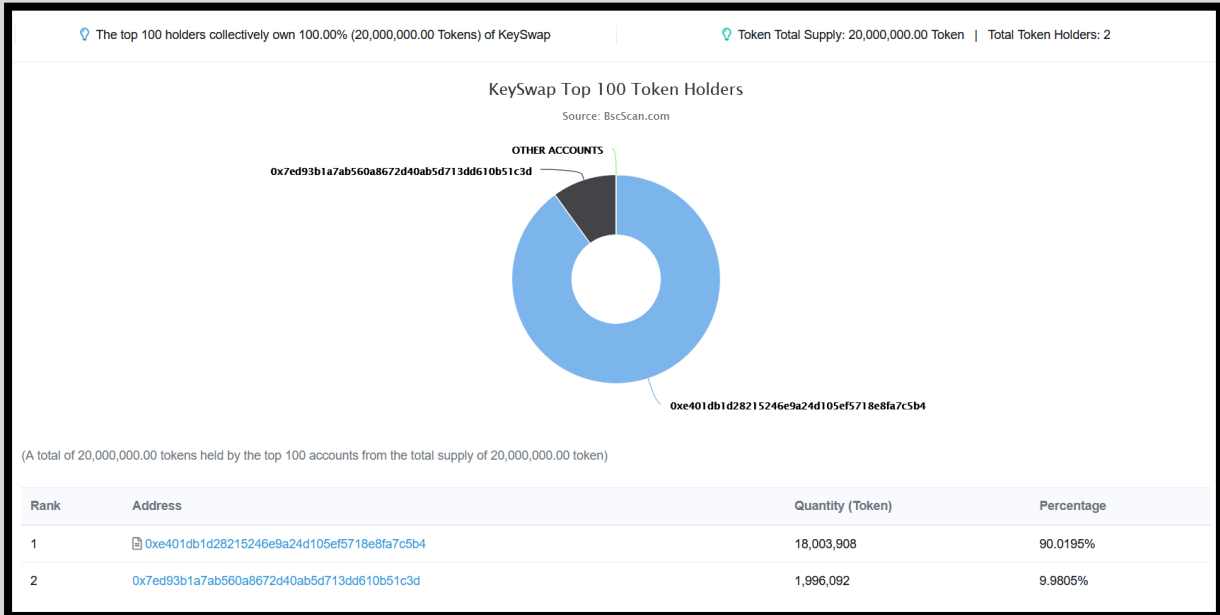 The top 100 holders collectively own 100.00% (20,000,000.00 Tokens) of KeySwap
Token Total Supply: 20,000,000.00 Token | Total Token Holders: 2
KeySwap Top 100 Token Holders
Source: BscScan.com
OTHER ACCOUNTS
0x7ed93b1a7ab560a8672d40ab5d713dd610b51c3d
0xe401db1d28215246e9a24d105ef5718e8fa7c5b4
(A total of 20,000,000.00 tokens held by the top 100 accounts from the total supply of 20,000,000.00 token)
Rank Address Quantity (Token) Percentage
1 0xe401db1d28215246e9a24d105ef5718e8fa7c5b4 18,003,908 90.0195%
2 0x7ed93b1a7ab560a8672d40ab5d713dd610b51c3d 1,996,092 9.9805%